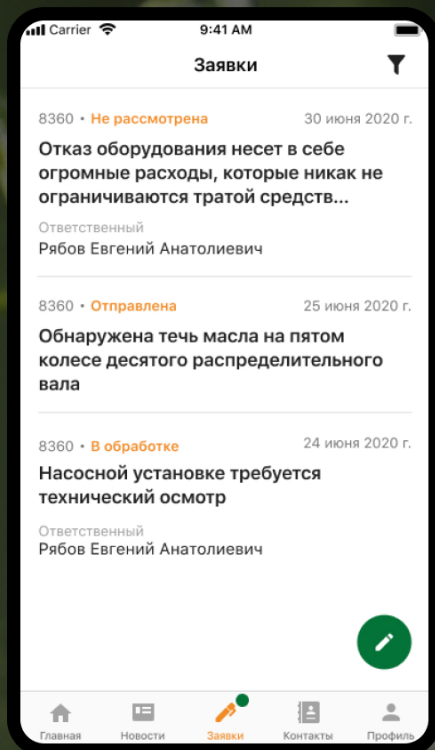 Carrier 9:41 AM
Заявки
8360 • Не рассмотрена 30 июня 2020 г.
Отказ оборудования несет в себе
огромные расходы, которые никак не
ограничиваются тратой средств...
Ответственный
Рябов Евгений Анатолиевич
8360 • Отправлена 25 июня 2020 г.
Обнаружена течь масла на пятом
колесе десятого распределительного
вала
8360 • В обработке 24 июня 2020 г.
Насосной установке требуется
технический осмотр
Ответственный
Рябов Евгений Анатолиевич
Главная Новости Заявки Контакты Профиль